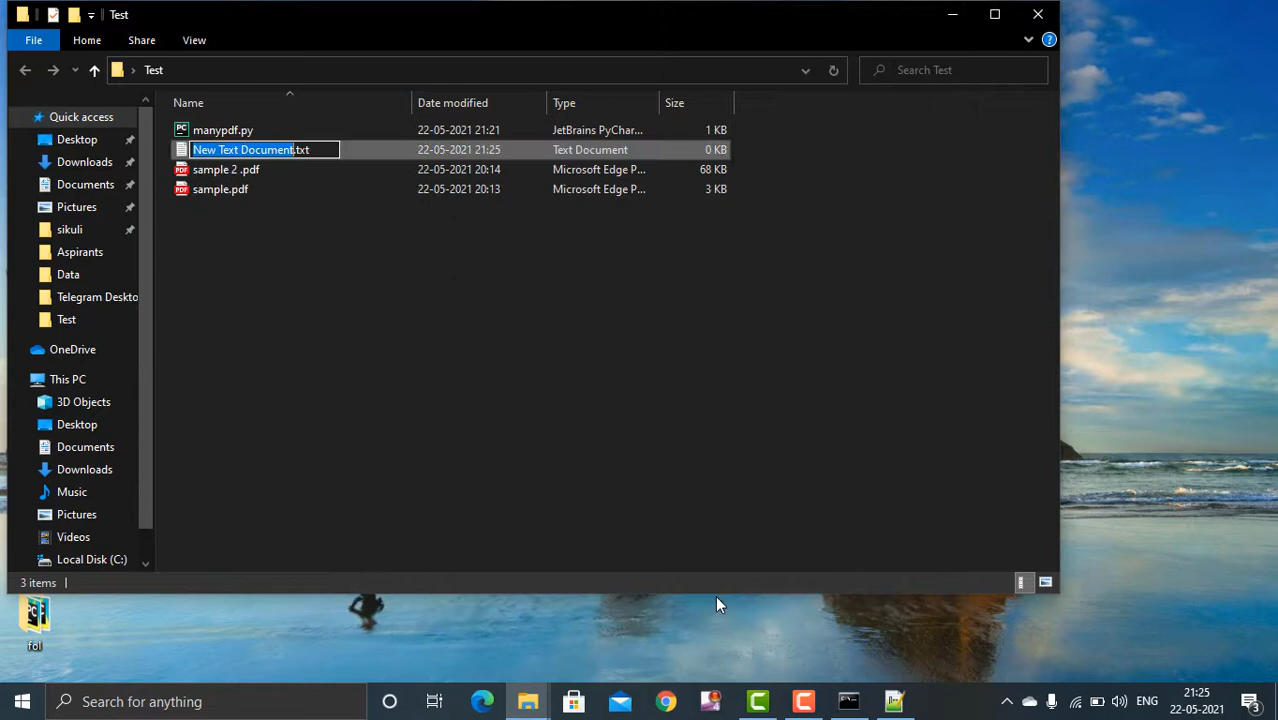 Test
File Home Share View
Test
Search Test
Name Date modified Type Size
Quick access
Desktop
Downloads
Documents
Pictures
sikuli
Aspirants
Data
Telegram Deskto
Test
OneDrive
This PC
3D Objects
Desktop
Documents
Downloads
Music
Pictures
Videos
Local Disk (C:)
PC manypdf.py 22-05-2021 21:21 JetBrains PyChar... 1 KB
New Text Document.txt 22-05-2021 21:25 Text Document 0 KB
PDF sample 2 .pdf 22-05-2021 20:14 Microsoft Edge P... 68 KB
PDF sample.pdf 22-05-2021 20:13 Microsoft Edge P... 3 KB
3 items
PC
fol
Search for anything
ENG
21:25
22-05-2021
3